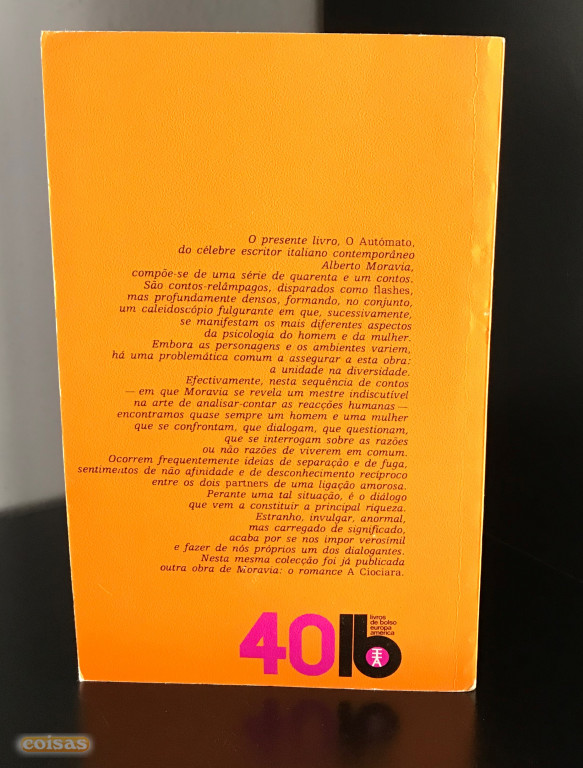 O presente livro, O Autômato,
do célebre escritor italiano contemporâneo
Alberto Moravia,
compõe-se de uma série de quarenta e um contos.
São contos-relâmpagos, disparados como flashes,
mas profundamente densos, formando, no conjunto,
um caleidoscópio fulgurante em que, sucessivamente,
se manifestam os mais diferentes aspectos
da psicologia do homem e da mulher.
Embora as personagens e os ambientes variem,
há uma problemática comum a assegurar a esta obra:
a unidade na diversidade.
Efectivamente, nesta sequência de contos
— em que Moravia se revela um mestre indiscutível
na arte de analisar-contar as reacções humanas —
encontramos quase sempre um homem e uma mulher
que se confrontam, que dialogam, que questionam,
que se interrogam sobre as razões
ou não razões de viverem em comum.
Ocorrem frequentemente ideias de separação e de fuga,
sentimentos de não afinidade e de desconhecimento recíproco
entre os dois partners de uma ligação amorosa.
Perante uma tal situação, é o diálogo
que vem a constituir a principal riqueza.
Estranho, invulgar, anormal,
mas carregado de significado,
acaba por se nos impor verosímil
e fazer de nós próprios um dos dialogantes.
Nesta mesma colecção foi já publicada
outra obra de Moravia: o romance A Ciociara.
40 lb
livros
de bolso
europa
américa
EA
coisas